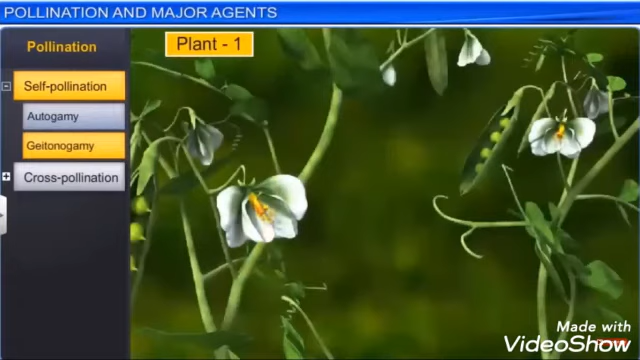 POLLINATION AND MAJOR AGENTS
Pollination
Plant - 1
Self-pollination
Autogamy
Geitonogamy
Cross-pollination
Made with
VideoShow